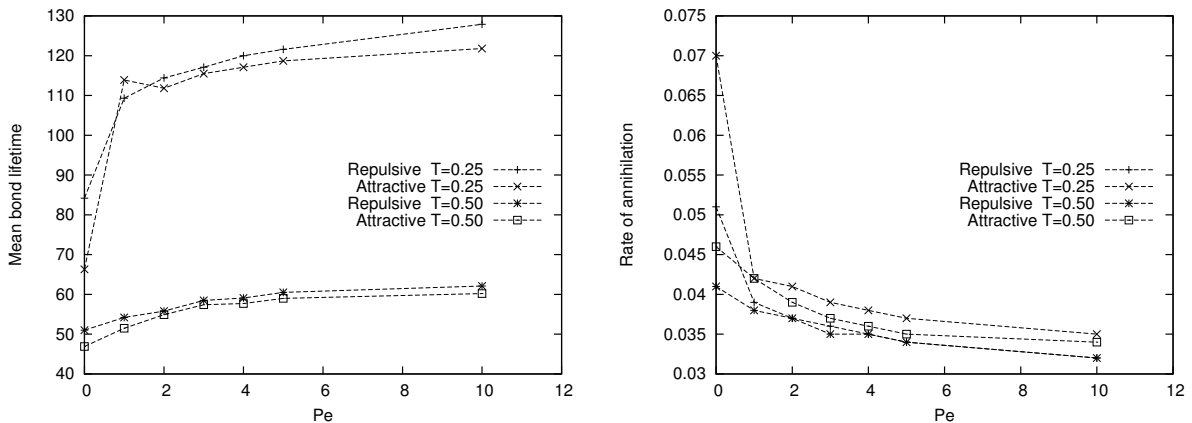 130
120
110
100
90
80
70
60
50
40
0 2 4 6 8 10 12
Mean bond lifetime
Pe
Repulsive T=0.25
Attractive T=0.25
Repulsive T=0.50
Attractive T=0.50
0.075
0.07
0.065
0.06
0.055
0.05
0.045
0.04
0.035
0.03
0 2 4 6 8 10 12
Rate of annihilation
Pe
Repulsive T=0.25
Attractive T=0.25
Repulsive T=0.50
Attractive T=0.50